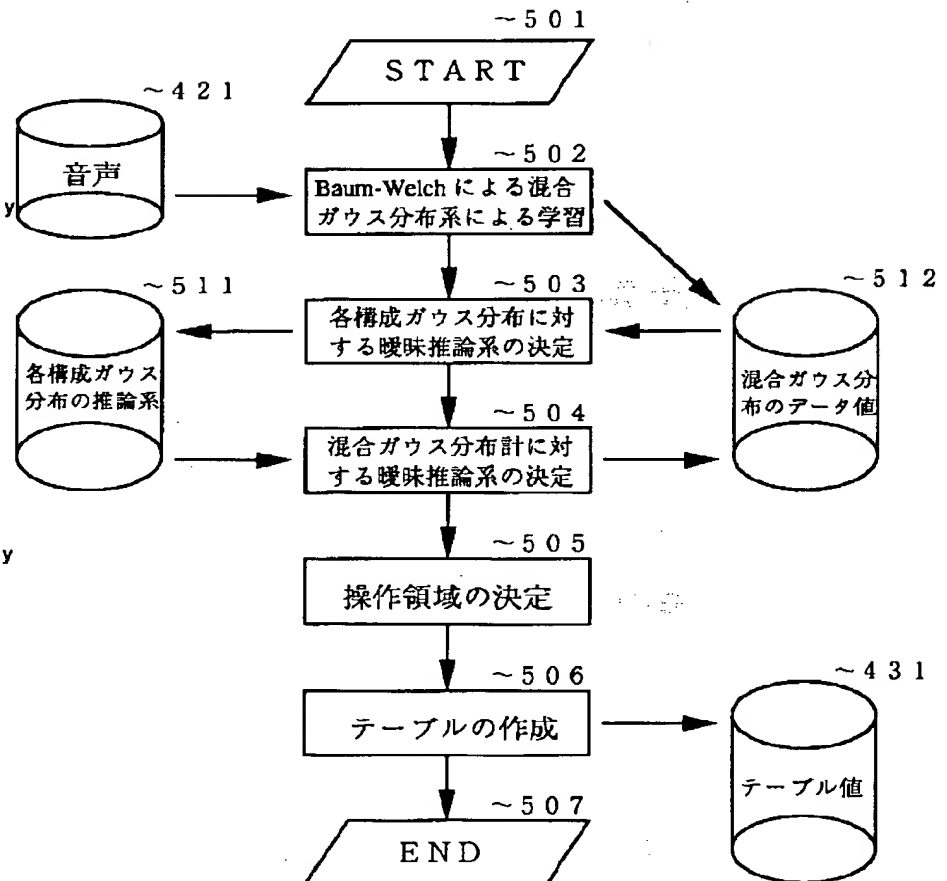 ~501
START
~421
音声
~502
Baum-Welch による混合
ガウス分布系による学習
y
~503
各構成ガウス分布に対
する曖昧推論系の決定
~511
各構成ガウス
分布の推論系
~512
混合ガウス分
布のデータ値
~504
混合ガウス分布計に対
する曖昧推論系の決定
y
~505
操作領域の決定
~506
テーブルの作成
~431
テーブル値
~507
END